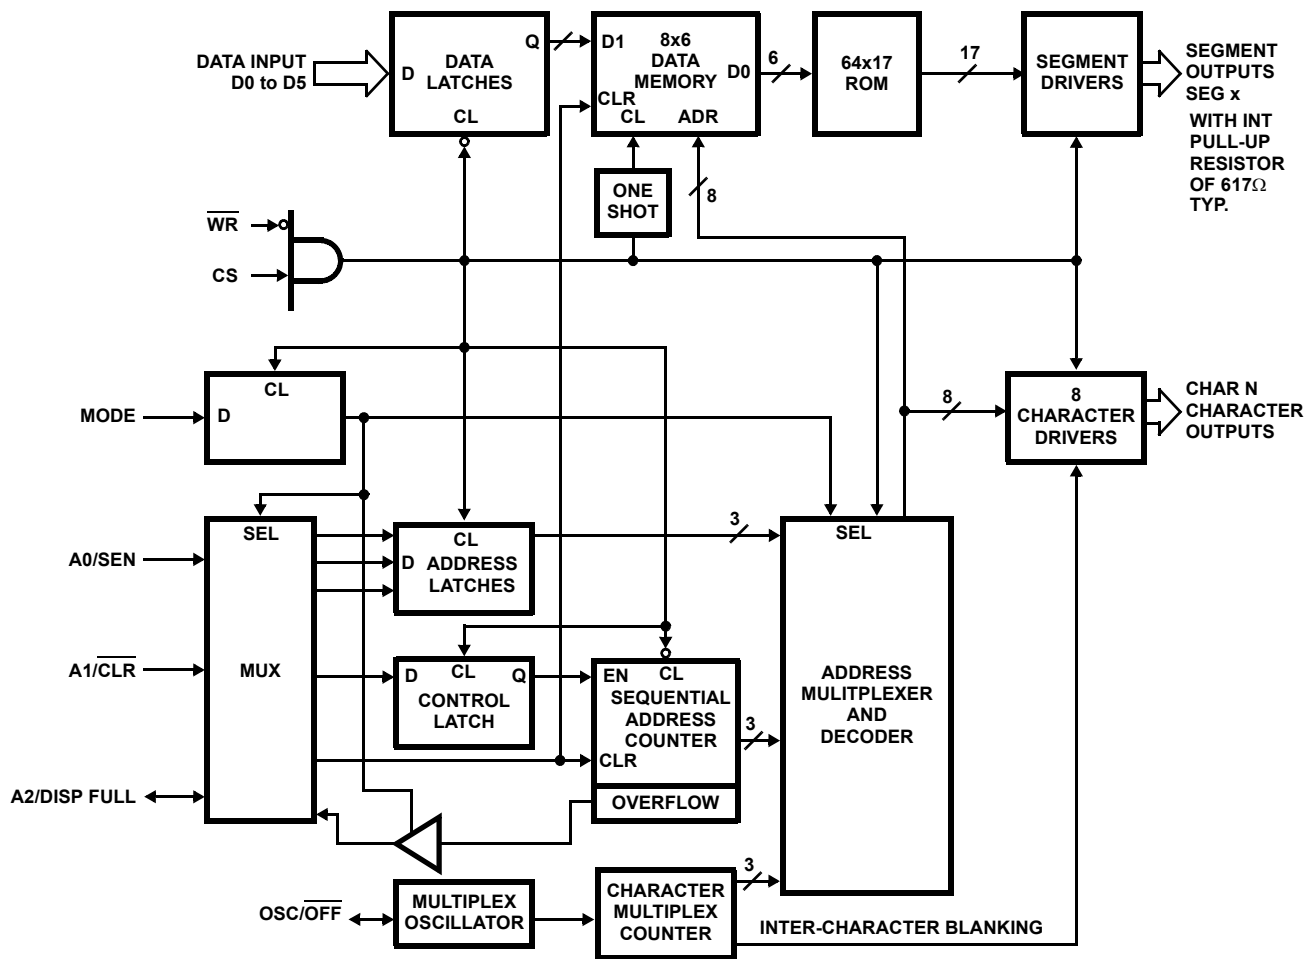 DATA INPUT
D0 to D5
D
DATA
LATCHES
Q
CL
D1
8x6
DATA
MEMORY
D0
CLR
CL
ADR
6
64x17
ROM
17
SEGMENT
DRIVERS
SEGMENT
OUTPUTS
SEG x
WITH INT
PULL-UP
RESISTOR
OF 617Ω
TYP.
ONE
SHOT
8
WR
CS
MODE
CL
D
8
8
CHARACTER
DRIVERS
CHAR N
CHARACTER
OUTPUTS
A0/SEN
A1/CLR
A2/DISP FULL
SEL
MUX
CL
D
ADDRESS
LATCHES
3
D
CL
Q
CONTROL
LATCH
EN
CL
SEQUENTIAL
ADDRESS
COUNTER
CLR
OVERFLOW
3
SEL
ADDRESS
MULITPLEXER
AND
DECODER
OSC/OFF
MULTIPLEX
OSCILLATOR
CHARACTER
MULTIPLEX
COUNTER
3
INTER-CHARACTER BLANKING